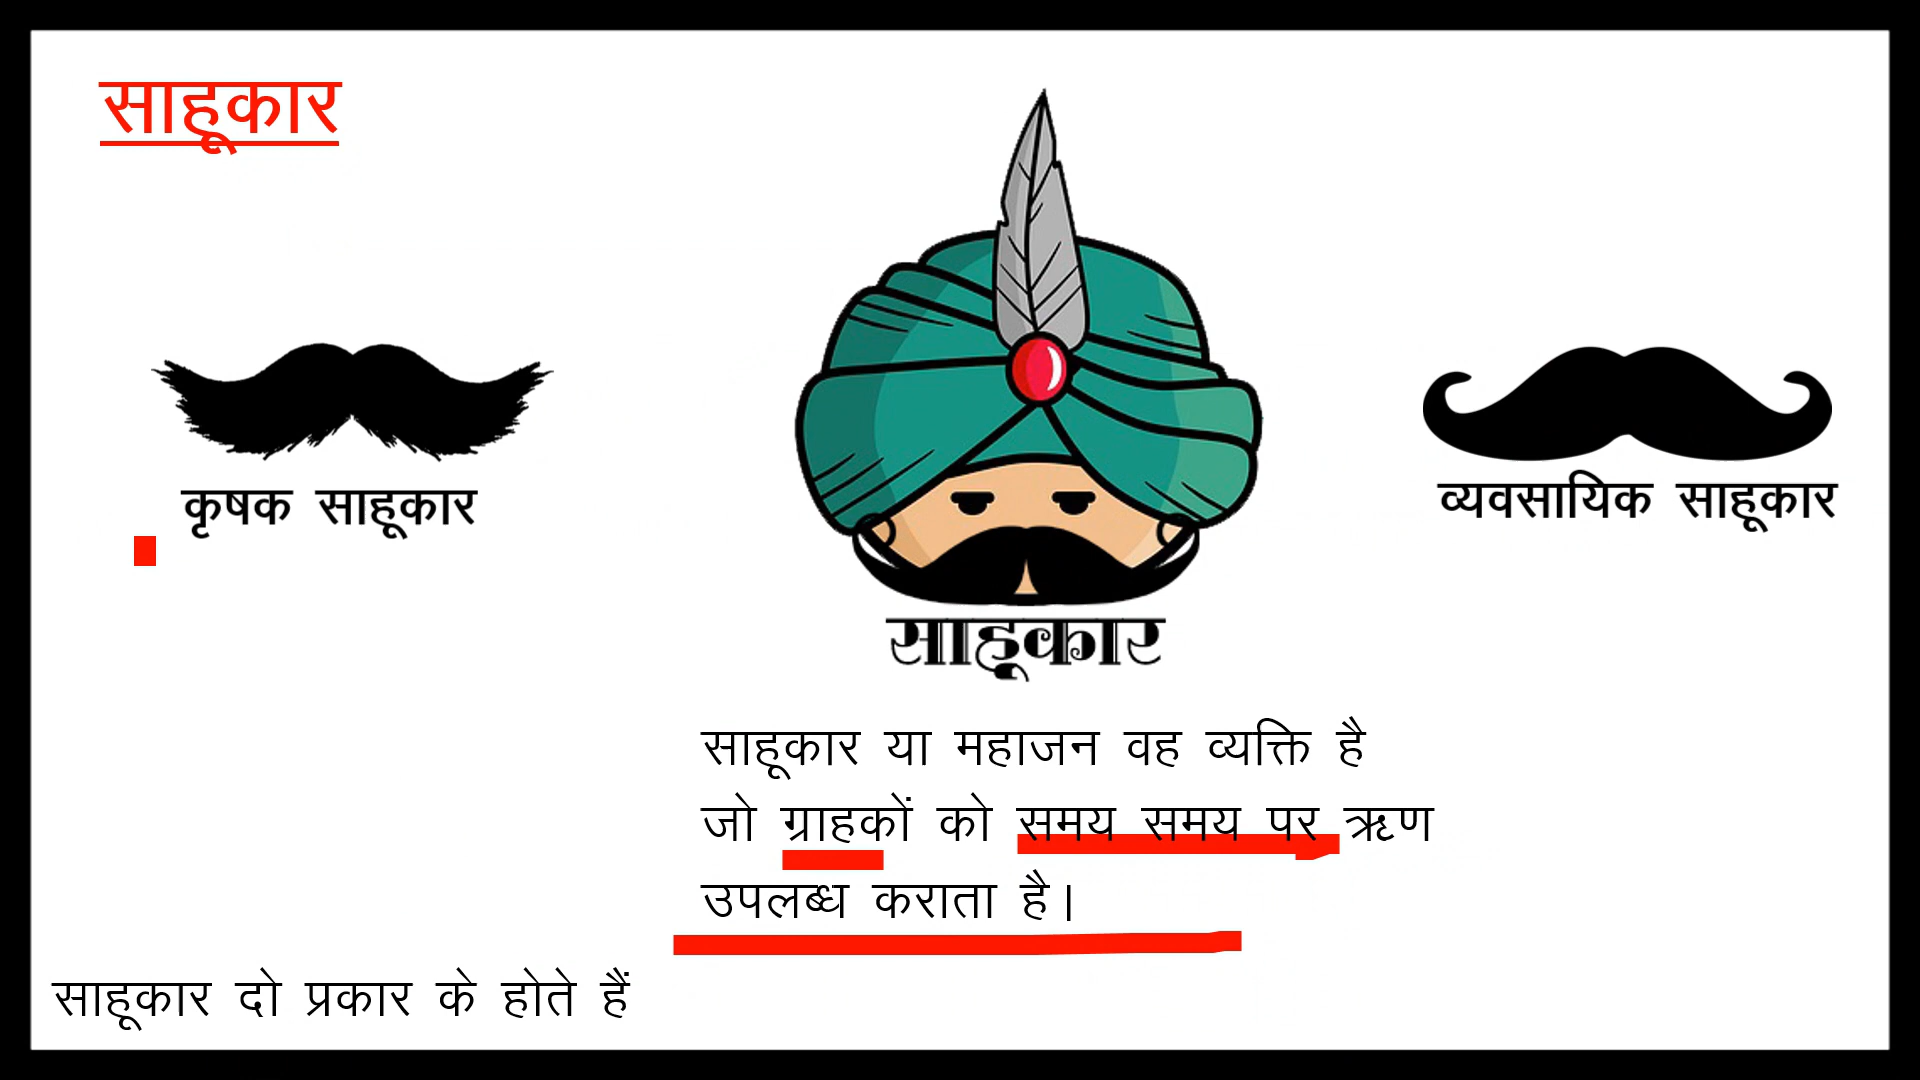 साहूकार
कृषक साहूकार
व्यवसायिक साहूकार
साहूकार
साहूकार या महाजन वह व्यक्ति है
जो ग्राहकों को समय समय पर ऋण
उपलब्ध कराता है।
साहूकार दो प्रकार के होते हैं